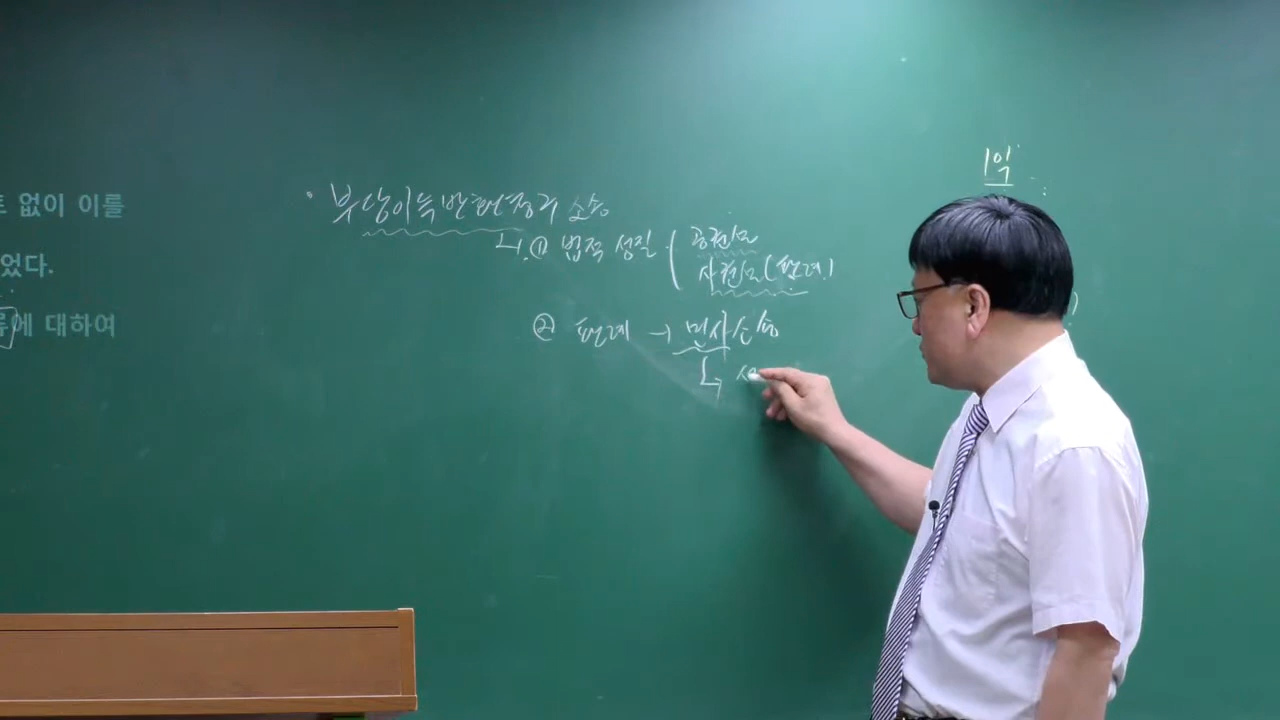 없이 이를
었다.
에 대하여
1억
부당이득반환청구 소송
① 법적 성질
공권설
사권설(판례)
② 판례 → 민사소송